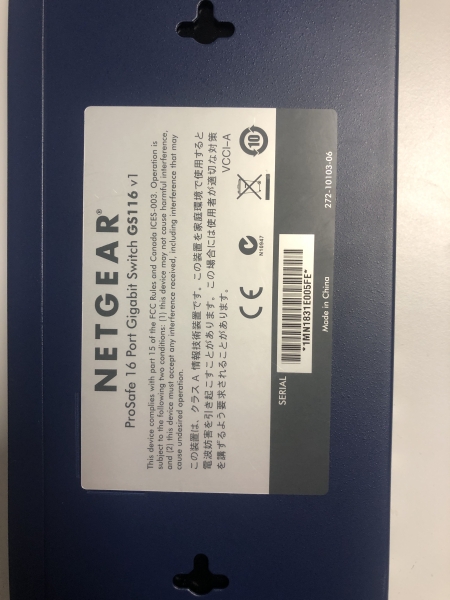 NETGEAR®
ProSafe 16 Port Gigabit Switch GS116 v1
This device complies with part 15 of the FCC Rules and Canada ICES-003. Operation is
subject to the following two conditions: (1) this device may not cause harmful interference,
and (2) this device must accept any interference received, including interference that may
cause undesired operation.
この装置は、クラス A 情報技術装置です。この装置を家庭環境で使用すると
電波妨害を引き起こすことがあります。この場合には使用者が適切な対策
を講ずるよう要求されることがあります。
VCCI-A
CE
N10947
10
SERIAL
*1MN1831E005FE*
Made in China
272-10103-06